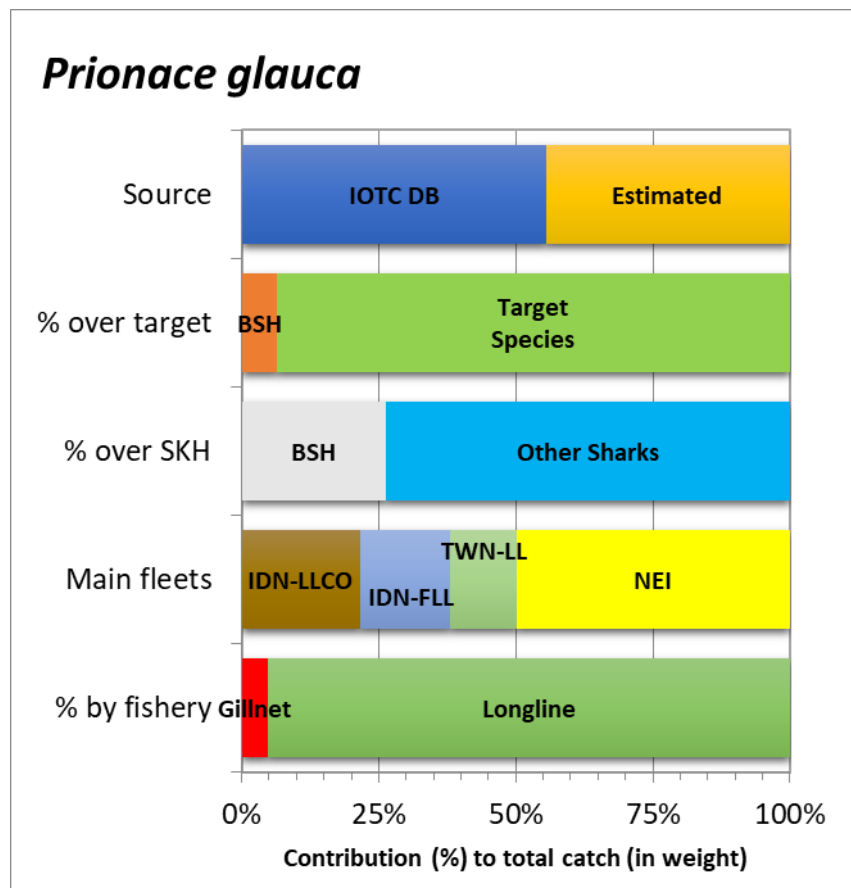 Prionace glauca
Source
IOTC DB
Estimated
% over target
BSH
Target
Species
% over SKH
BSH
Other Sharks
Main fleets
IDN-LLCO
IDN-FLL
TWN-LL
NEI
% by fishery
Gillnet
Longline
0%
25%
50%
75%
100%
Contribution (%) to total catch (in weight)